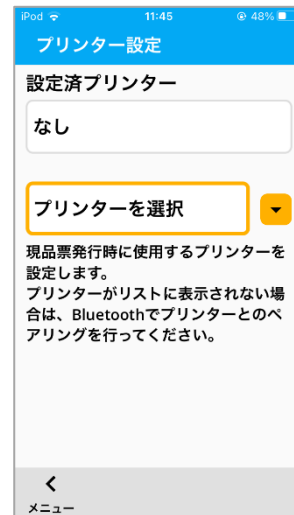 iPod 11:45 48%
プリンター設定
設定済プリンター
なし
プリンターを選択
現品票発行時に使用するプリンターを
設定します。
プリンターがリストに表示されない場
合は、Bluetoothでプリンターとのペ
アリングを行ってください。
メニュー